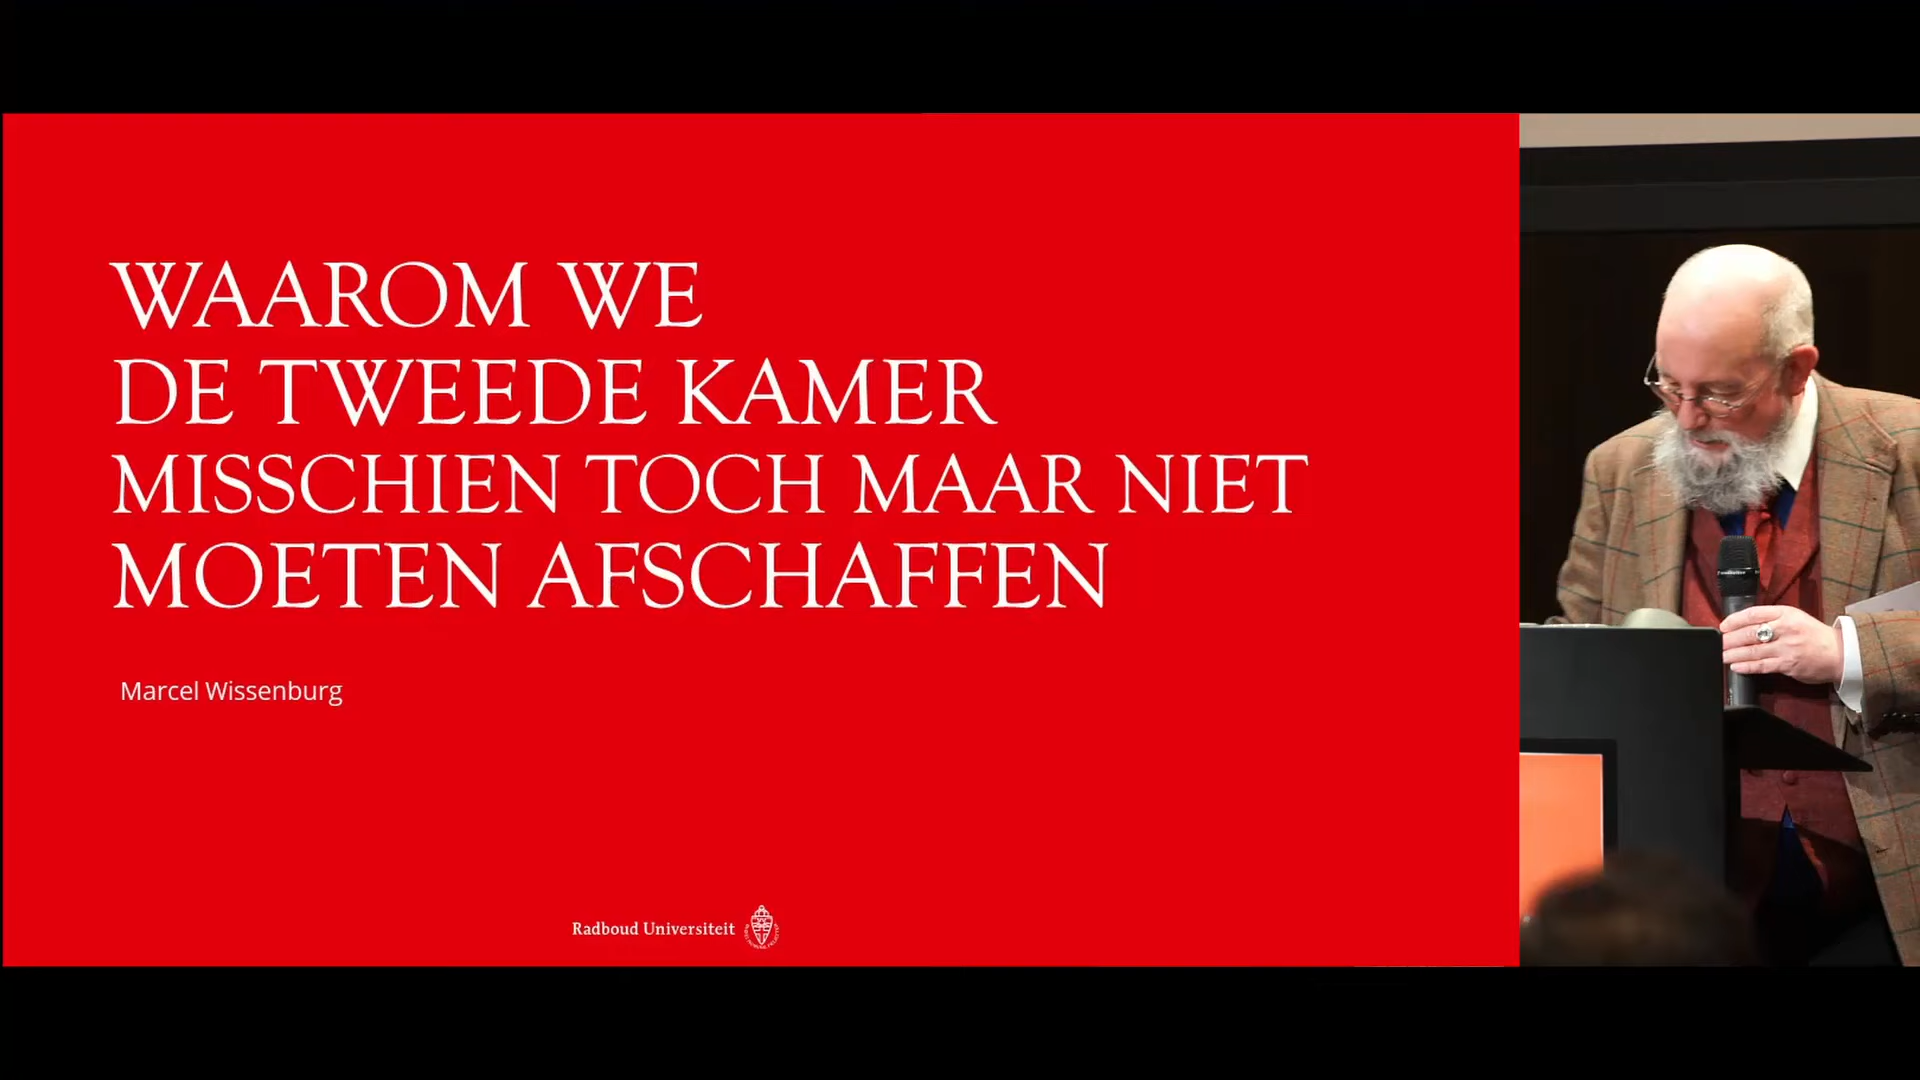 WAAROM WE
DE TWEEDE KAMER
MISSCHIEN TOCH MAAR NIET
MOETEN AFSCHAFFEN
Marcel Wissenburg
Radboud Universiteit